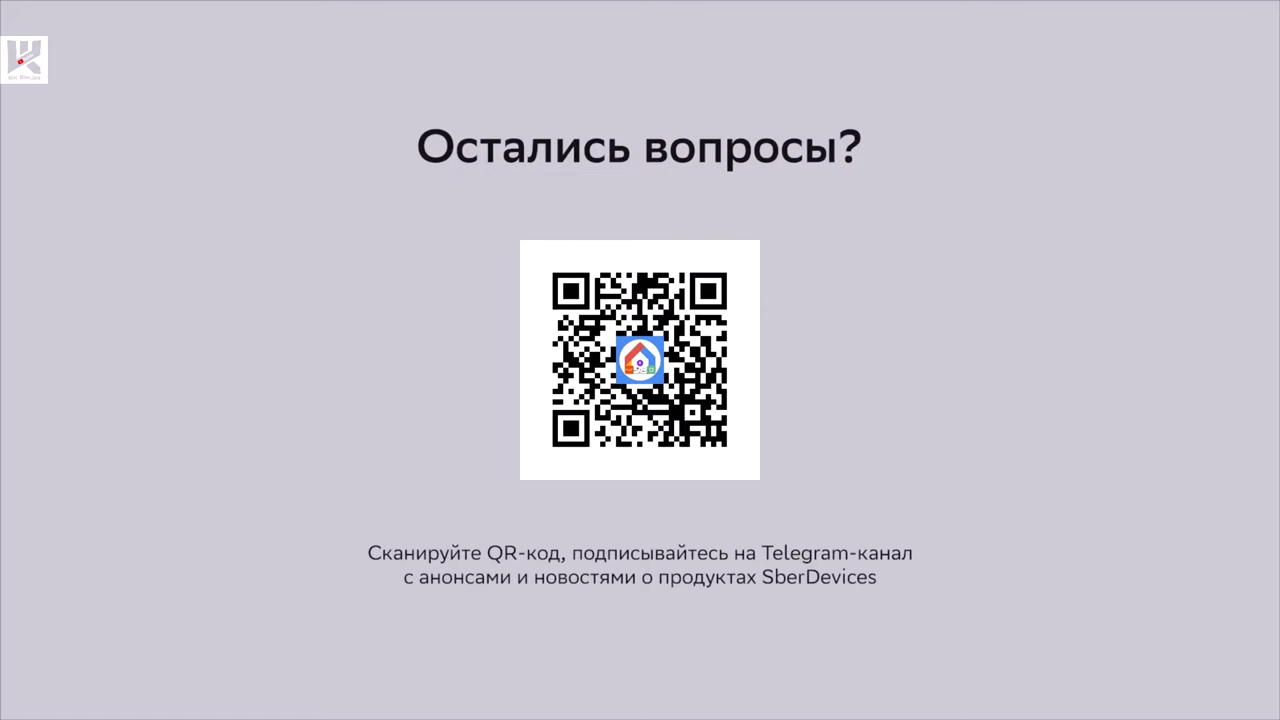 Остались вопросы?
Сканируйте QR-код, подписывайтесь на Telegram-канал
с анонсами и новостями о продуктах SberDevices